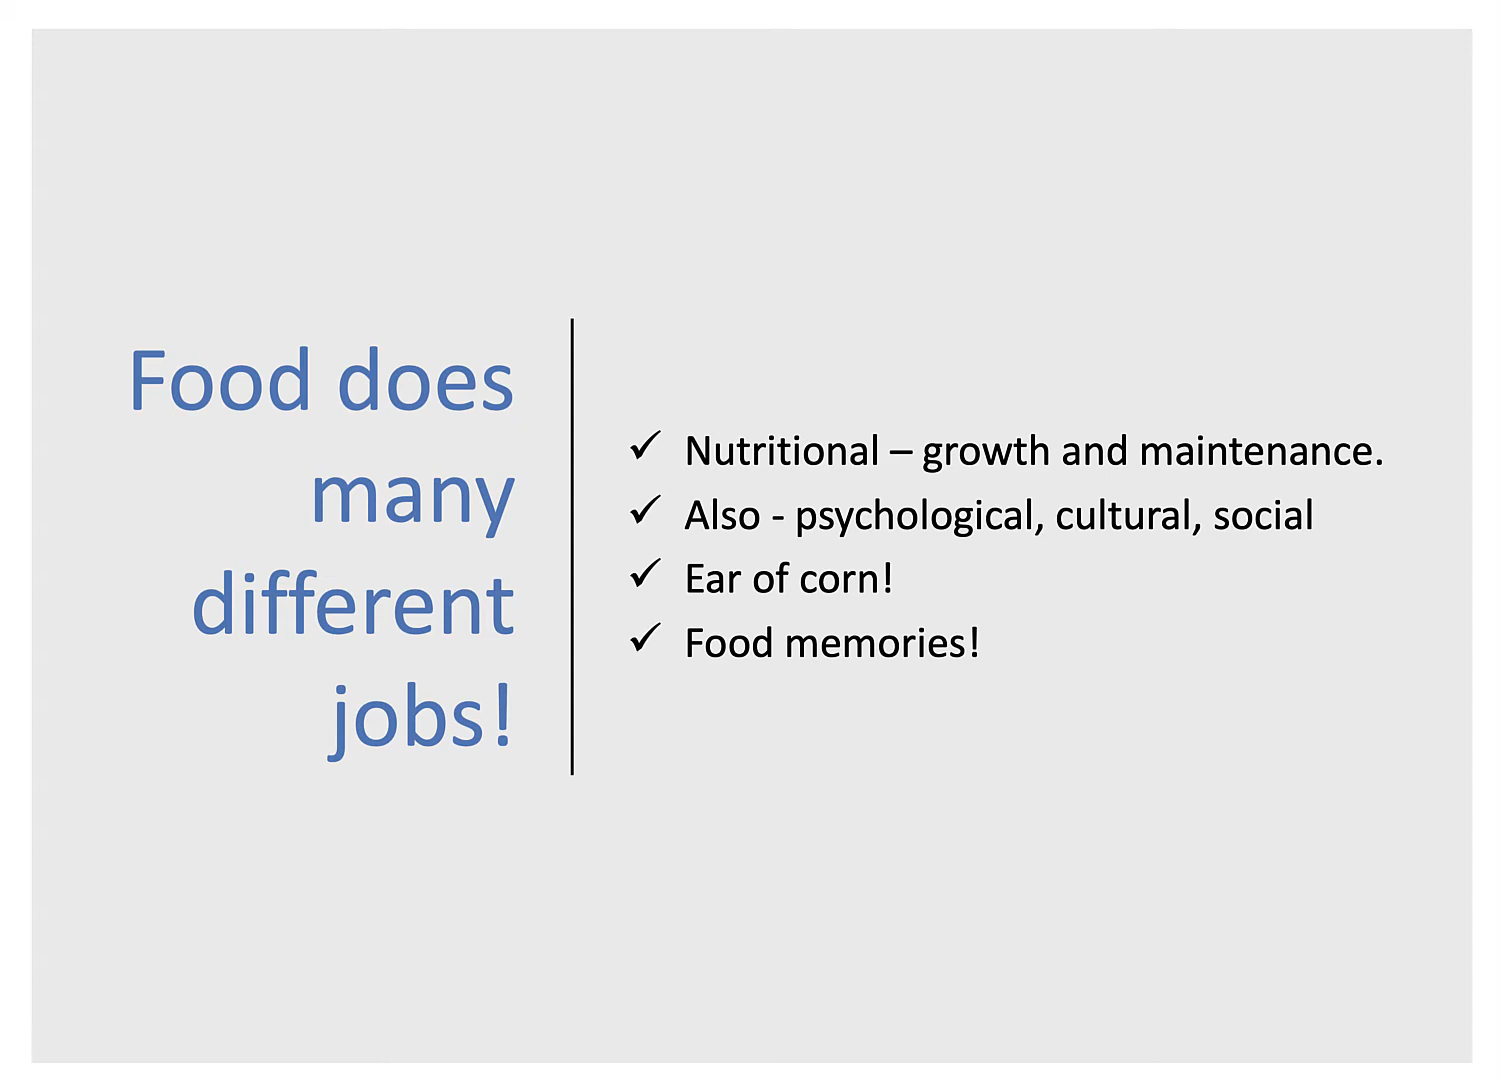 Food does
many
different
jobs!
✓ Nutritional – growth and maintenance.
✓ Also - psychological, cultural, social
✓ Ear of corn!
✓ Food memories!